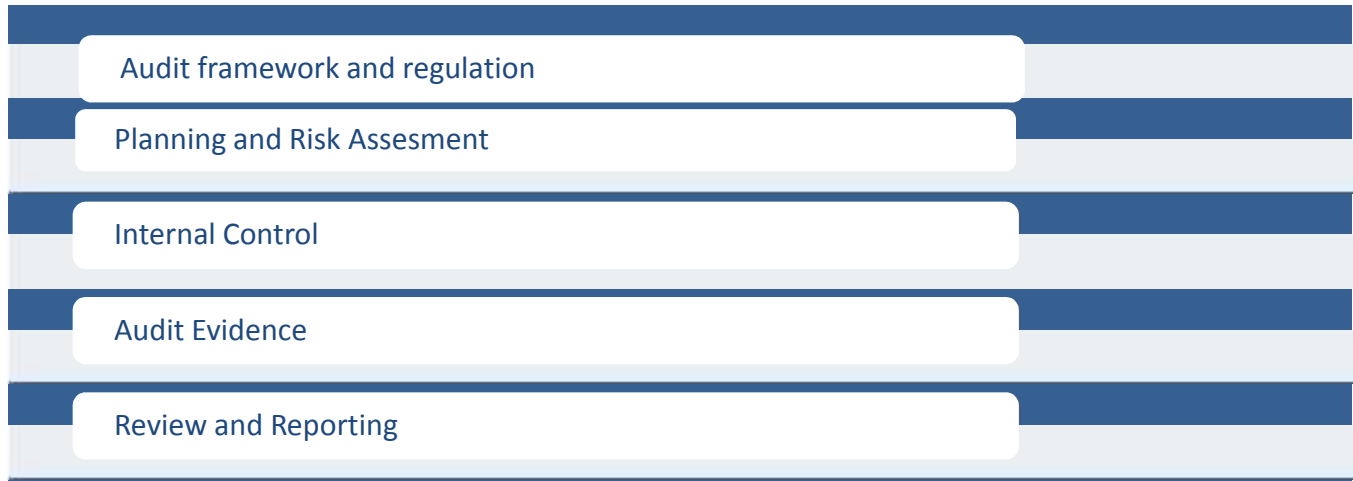 Audit framework and regulation
Planning and Risk Assesment
Internal Control
Audit Evidence
Review and Reporting